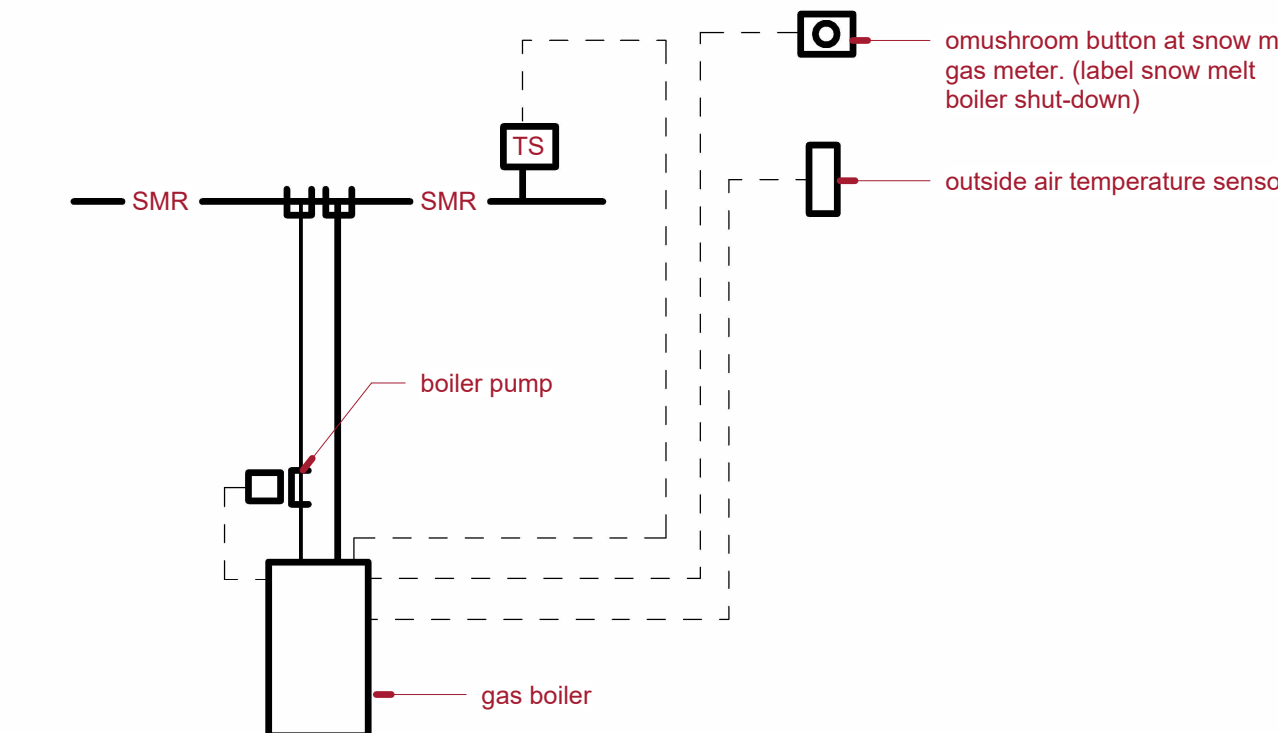 omushroom button at snow m
gas meter. (label snow melt
boiler shut-down)
TS
outside air temperature senso
SMR
SMR
boiler pump
gas boiler